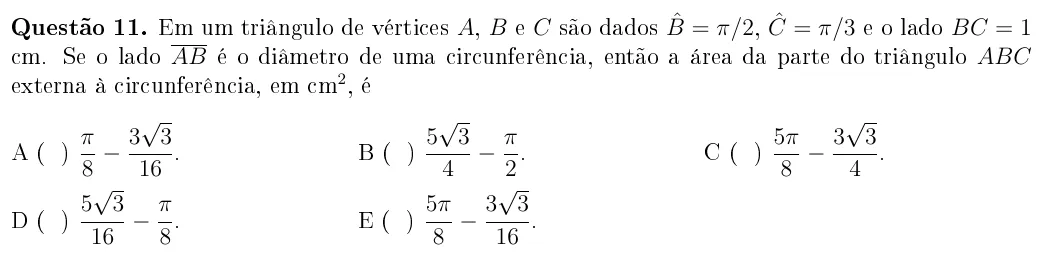 Questão 11. Em um triângulo de vértices A, B e C são dados B̂ = π/2, Ĉ = π/3 e o lado BC = 1
cm. Se o lado \overline{AB} é o diâmetro de uma circunferência, então a área da parte do triângulo ABC
externa à circunferência, em cm², é
A ( ) π/8 − 3√3/16. B ( ) 5√3/4 − π/2. C ( ) 5π/8 − 3√3/4.
D ( ) 5√3/16 − π/8. E ( ) 5π/8 − 3√3/16.